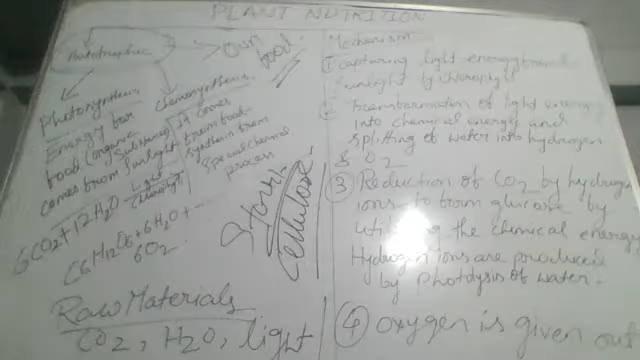 PLANT NUTRITION
> Own food.
Photosynthesis
Energy for
food (organic
substance)
comes from sunlight
Chemosynthesis
It comes
from food
synthesis from
special chemical
process
6CO2 + 12H2O Light
Chlorophyll
C6H12O6 + 6H2O +
6O2
Starch
Cellulose
Raw Materials
CO2, H2O, light
Mechanism
① Capturing light energy from
sunlight by chlorophyll
Transformation of light energy
into chemical energy and
splitting of water into hydrogen
& O2
③ Reduction of CO2 by hydrogen
ions to form glucose by
utilizing the chemical energy
Hydrogen ions are produced
by photolysis of water.
④ Oxygen is given out